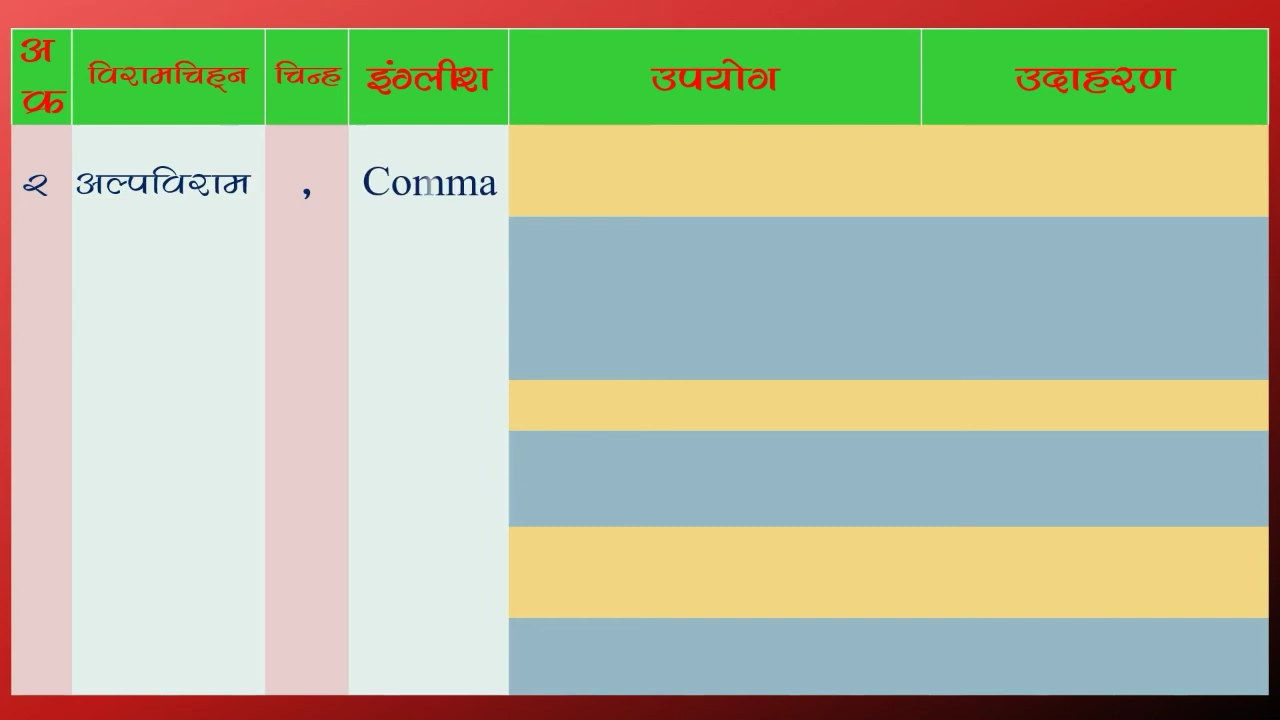 अ क्र विरामचिह्न चिन्ह इंग्लीश उपयोग उदाहरण
२ अल्पविराम , Comma